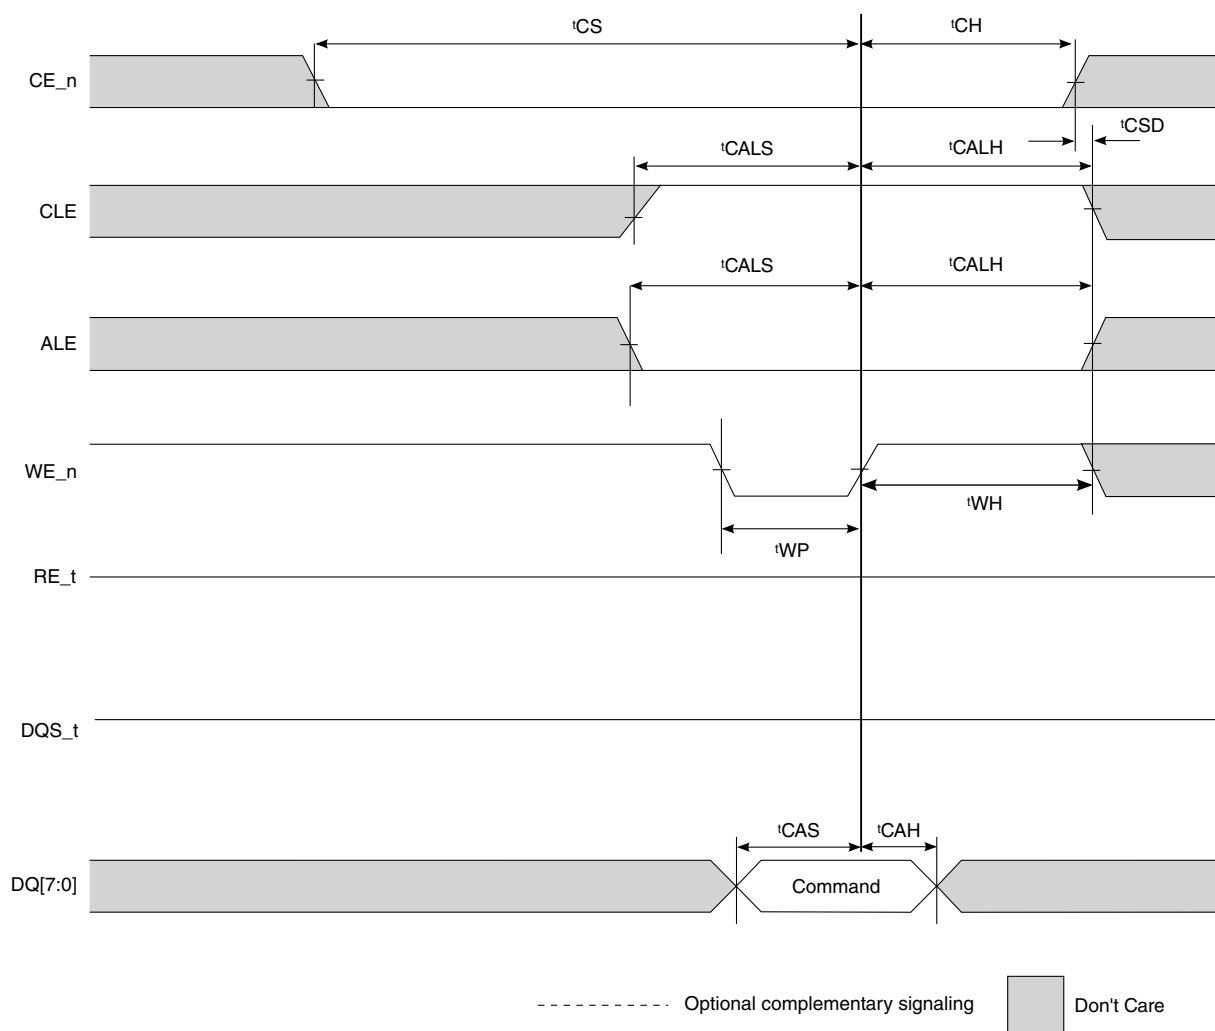 tCS
tCH
CE_n
tCSD
tCALS
tCALH
CLE
tCALS
tCALH
ALE
WE_n
tWH
tWP
RE_t
DQS_t
tCAS
tCAH
DQ[7:0]
Command
Optional complementary signaling
Don't Care